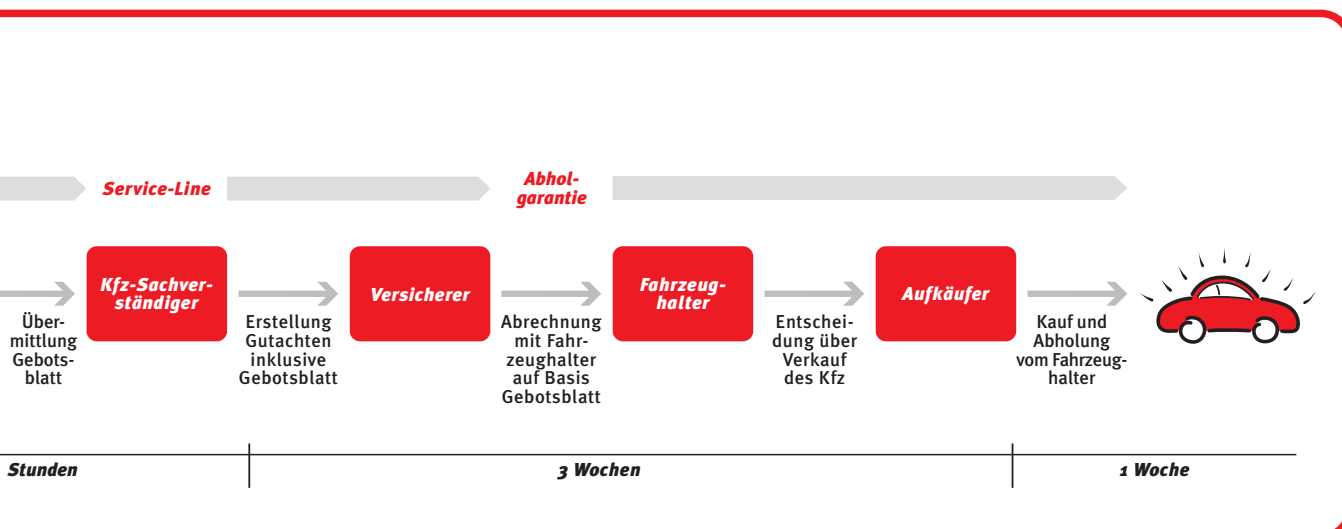 Service-Line
Abhol-
garantie
Kfz-Sachver-
ständiger
Versicherer
Fahrzeug-
halter
Aufkäufer
Über-
mittlung
Gebots-
blatt
Erstellung
Gutachten
inklusive
Gebotsblatt
Abrechnung
mit Fahr-
zeughalter
auf Basis
Gebotsblatt
Entschei-
dung über
Verkauf
des Kfz
Kauf und
Abholung
vom Fahrzeug-
halter
Stunden
3 Wochen
1 Woche